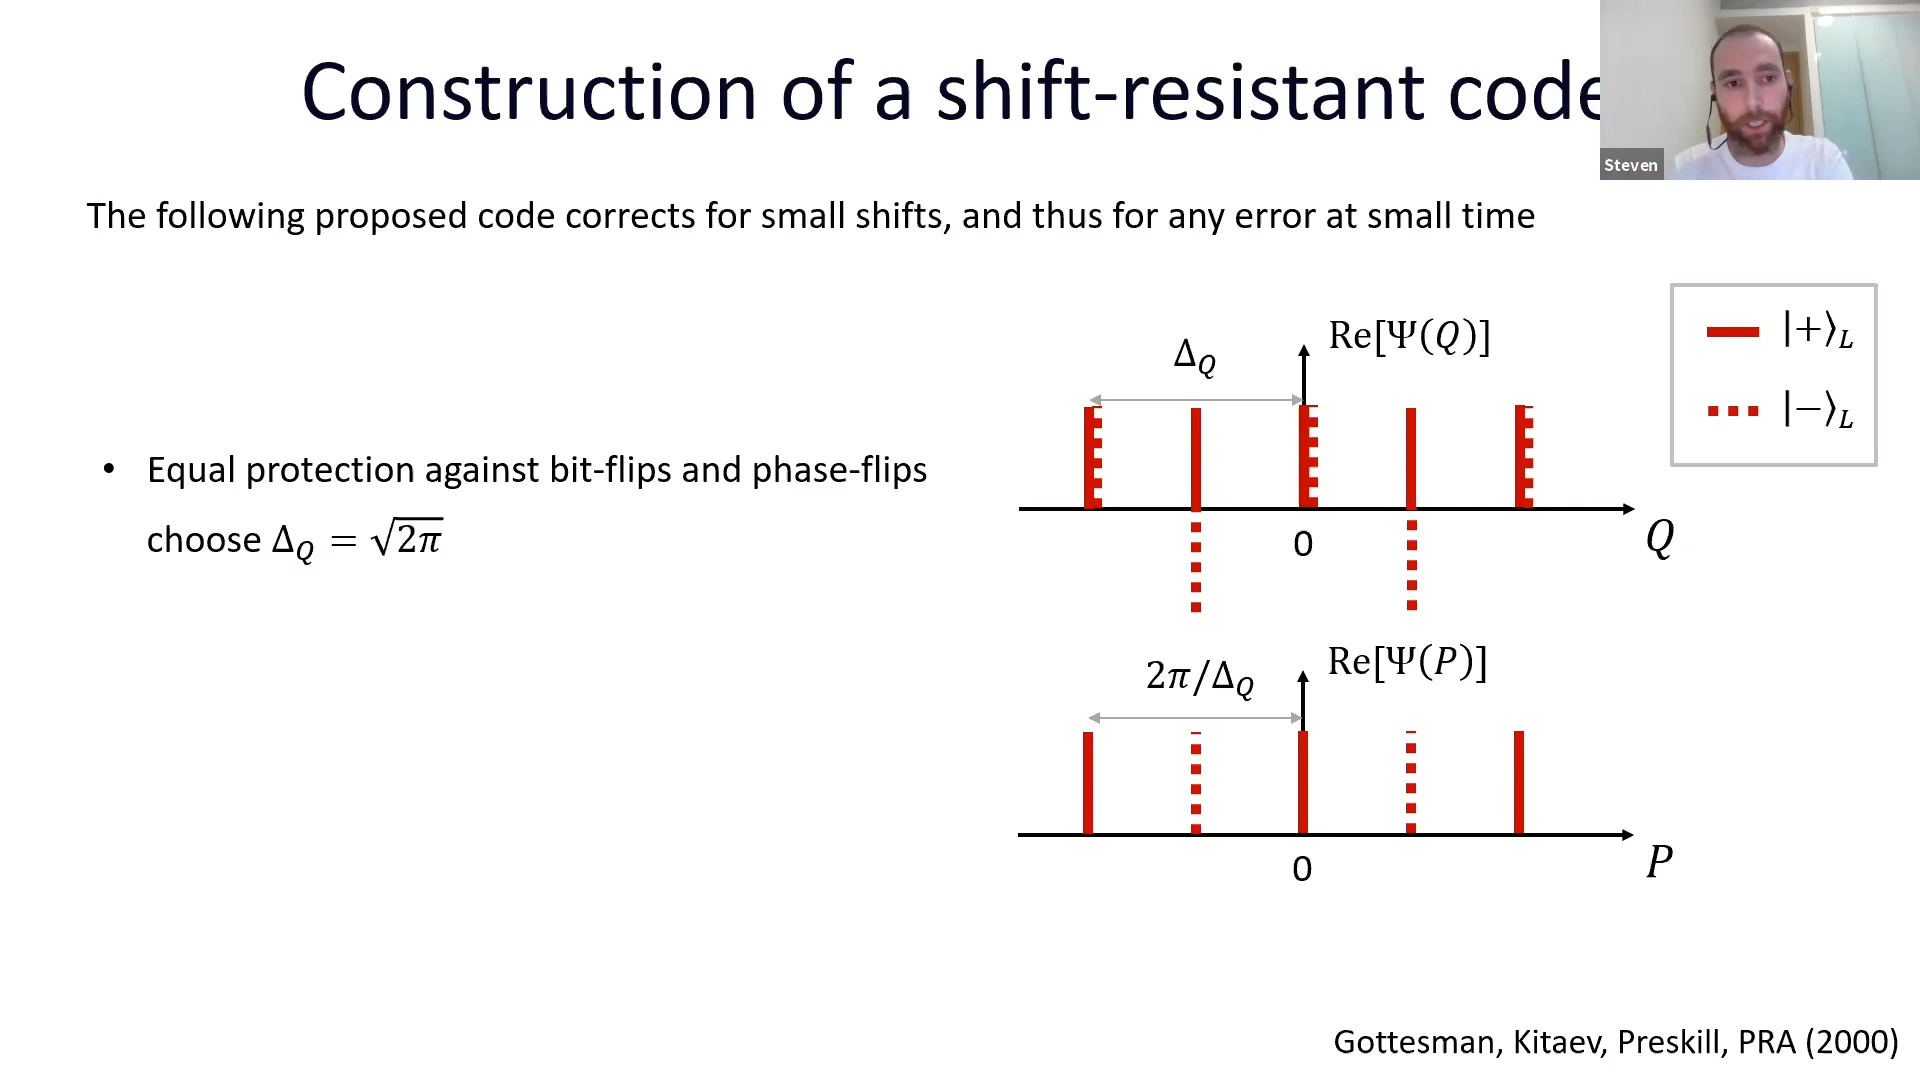 Construction of a shift-resistant code
Steven
The following proposed code corrects for small shifts, and thus for any error at small time
• Equal protection against bit-flips and phase-flips
choose Δ_Q = √2π
Δ_Q
Re[Ψ(Q)]
0
Q
|+⟩_L
|−⟩_L
2π/Δ_Q
Re[Ψ(P)]
0
P
Gottesman, Kitaev, Preskill, PRA (2000)